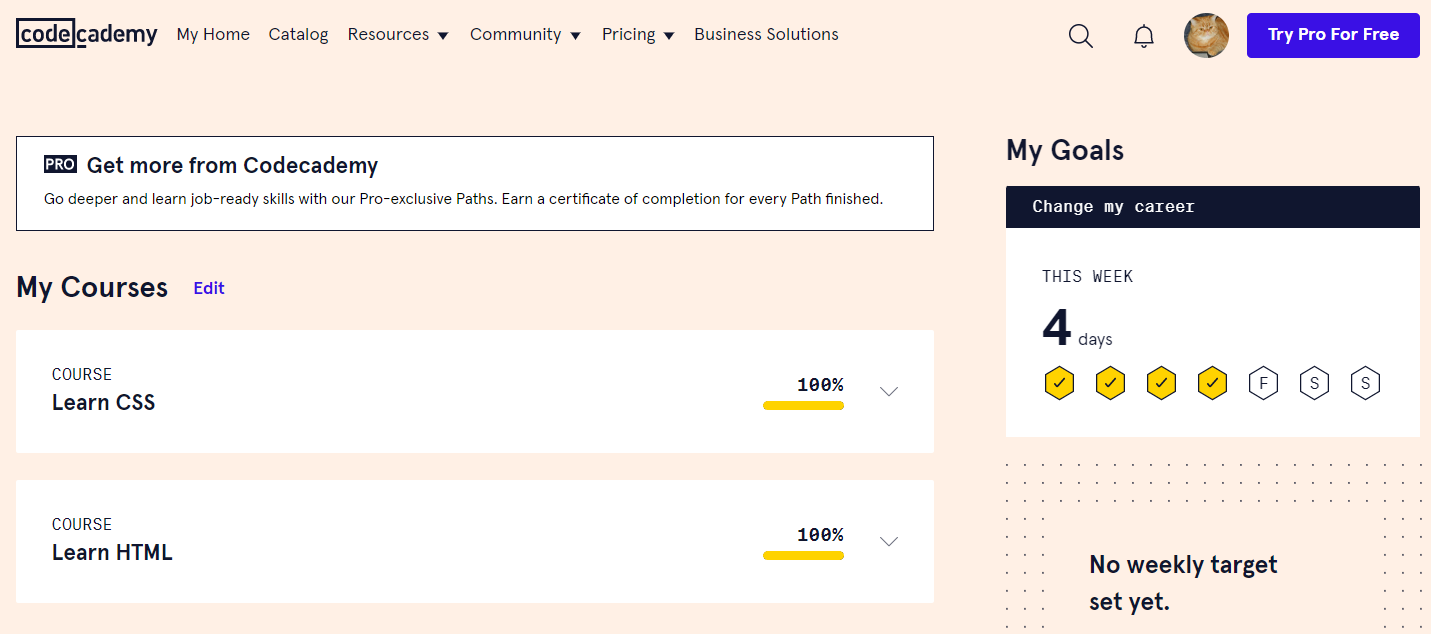 codecademy My Home Catalog Resources Community Pricing Business Solutions Try Pro For Free
PRO Get more from Codecademy
Go deeper and learn job-ready skills with our Pro-exclusive Paths. Earn a certificate of completion for every Path finished.
My Courses Edit
COURSE
Learn CSS
100%
COURSE
Learn HTML
100%
My Goals
Change my career
THIS WEEK
4 days
F S S
No weekly target
set yet.